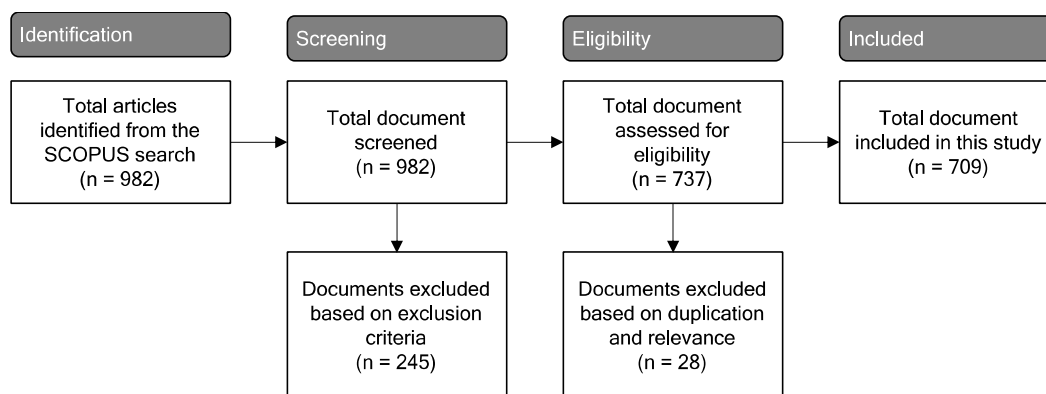 Identification
Screening
Eligibility
Included
Total articles
identified from the
SCOPUS search
(n = 982)
Total document
screened
(n = 982)
Total document
assessed for
eligibility
(n = 737)
Total document
included in this study
(n = 709)
Documents excluded
based on exclusion
criteria
(n = 245)
Documents excluded
based on duplication
and relevance
(n = 28)